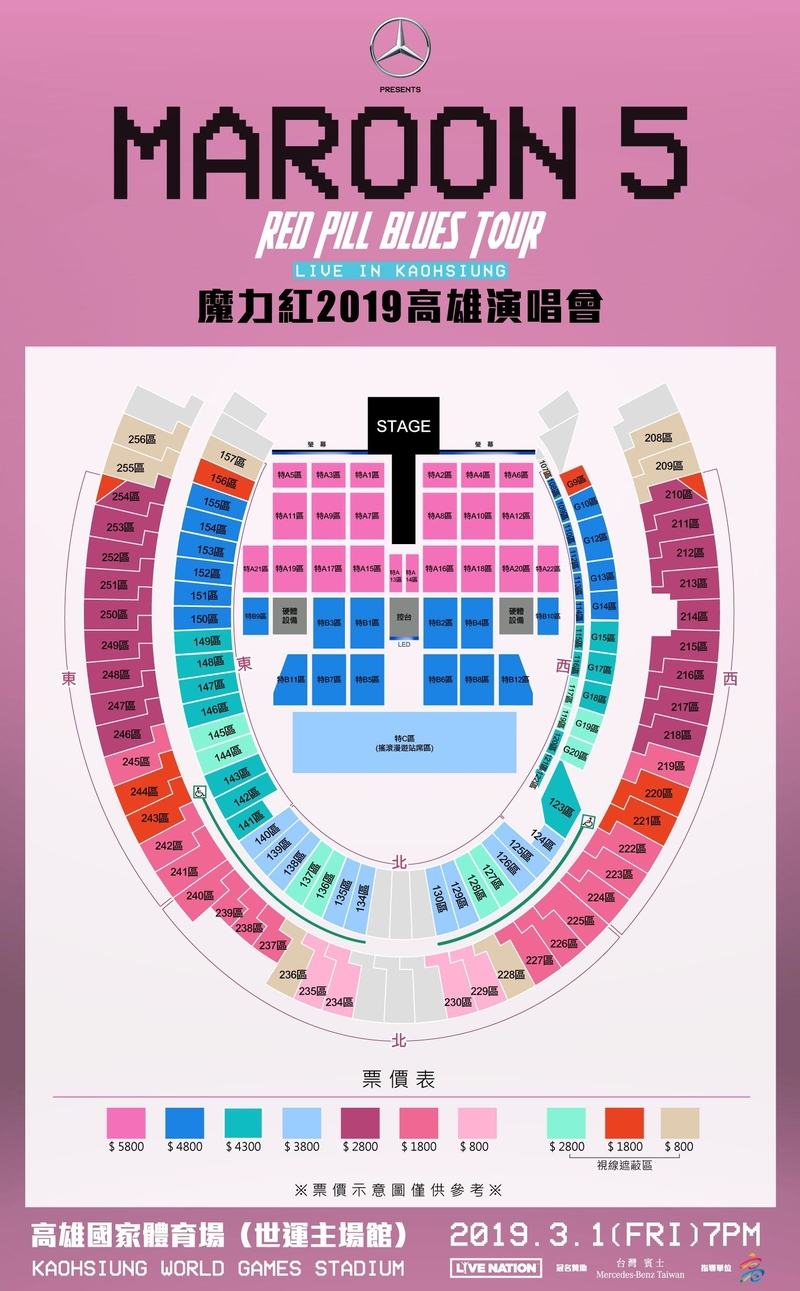 PRESENTS
MAROON 5
RED PILL BLUES TOUR
LIVE IN KAOHSIUNG
魔力紅2019高雄演唱會
STAGE
螢幕 螢幕
256區
255區
254區
253區
252區
251區
250區
249區
248區
247區
246區
245區
244區
243區
242區
241區
240區
239區
238區
237區
236區
235區
234區
157區
156區
155區
154區
153區
152區
151區
150區
149區
148區
147區
146區
145區
144區
143區
142區
141區
140區
139區
138區
137區
136區
135區
134區
特A5區 特A3區 特A1區 特A2區 特A4區 特A6區
特A11區 特A9區 特A7區 特A8區 特A10區 特A12區
特A21區 特A19區 特A17區 特A15區 特A13區 特A14區 特A16區 特A18區 特A20區 特A22區
特B9區 硬體設備 特B3區 特B1區 控台 特B2區 特B4區 硬體設備 特B10區
LED
特B11區 特B7區 特B5區 特B6區 特B8區 特B12區
特C區
(搖滾漫遊站席區)
東 東 西 西
北
北
107區
117區
119區
120區
G9區
G10區
G12區
G13區
G14區
G15區
G17區
G18區
G19區
G20區
123區
124區
125區
126區
127區
128區
129區
130區
208區
209區
210區
211區
212區
213區
214區
215區
216區
217區
218區
219區
220區
221區
222區
223區
224區
225區
226區
227區
228區
229區
230區
票價表
$5800 $4800 $4300 $3800 $2800 $1800 $800 $2800 $1800 $800
視線遮蔽區
※票價示意圖僅供參考※
高雄國家體育場（世運主場館） 2019.3.1(FRI)7PM
KAOHSIUNG WORLD GAMES STADIUM LIVE NATION 冠名贊助 台灣賓士 Mercedes-Benz Taiwan 指導單位